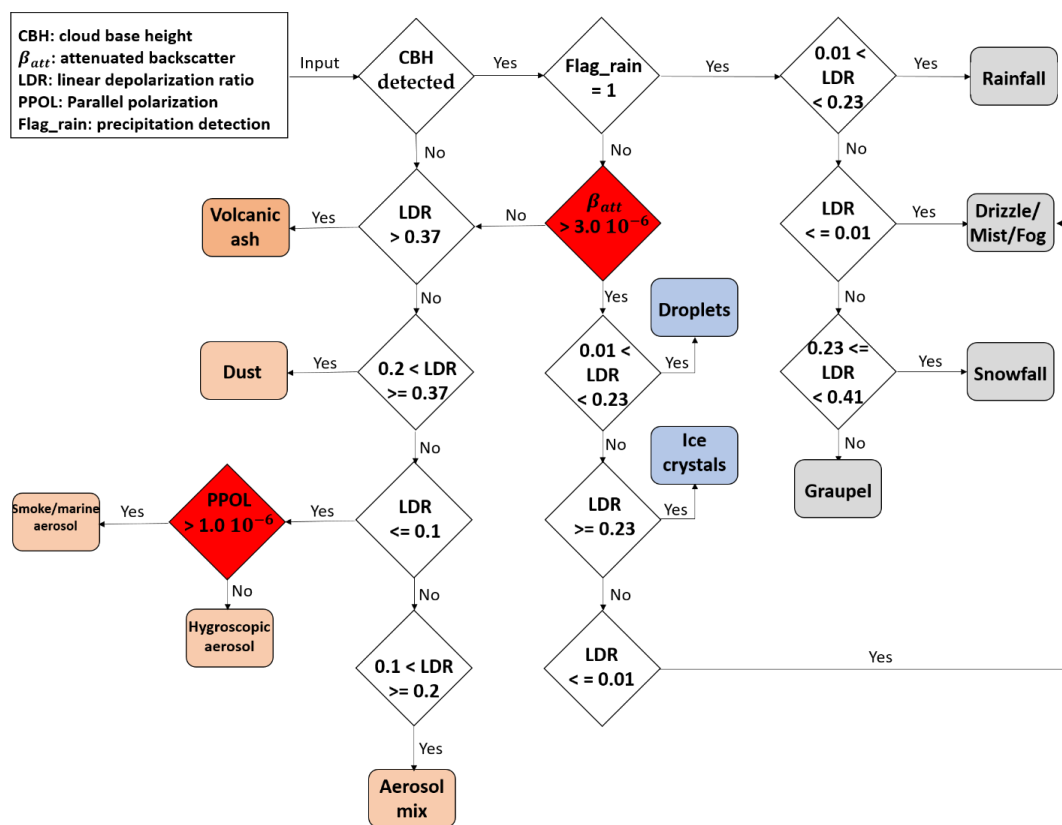 CBH: cloud base height
β_att: attenuated backscatter
LDR: linear depolarization ratio
PPOL: Parallel polarization
Flag_rain: precipitation detection
Input
CBH
detected
Yes
Flag_rain
= 1
Yes
0.01 <
LDR
< 0.23
Yes
Rainfall
No
No
No
Volcanic
ash
Yes
LDR
> 0.37
No
β_att
> 3.0 10⁻⁶
LDR
< = 0.01
Yes
Drizzle/
Mist/Fog
No
Yes
No
Dust
Yes
0.2 < LDR
>= 0.37
0.01 <
LDR
< 0.23
Yes
Droplets
0.23 <=
LDR
< 0.41
Yes
Snowfall
No
No
No
Smoke/marine
aerosol
Yes
PPOL
> 1.0 10⁻⁶
Yes
LDR
<= 0.1
LDR
>= 0.23
Yes
Ice
crystals
Graupel
No
No
No
Hygroscopic
aerosol
0.1 < LDR
>= 0.2
LDR
< = 0.01
Yes
Yes
Aerosol
mix